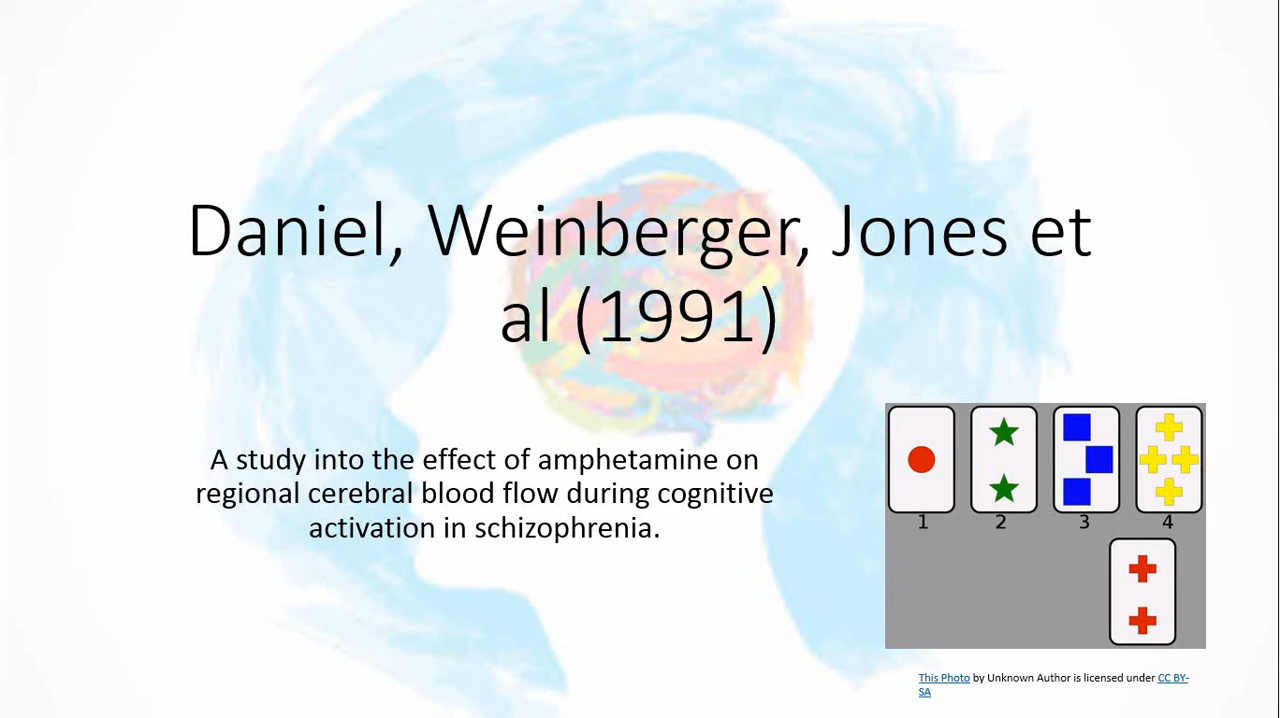 Daniel, Weinberger, Jones et
al (1991)
A study into the effect of amphetamine on
regional cerebral blood flow during cognitive
activation in schizophrenia.
1 2 3 4
This Photo by Unknown Author is licensed under CC BY-
SA